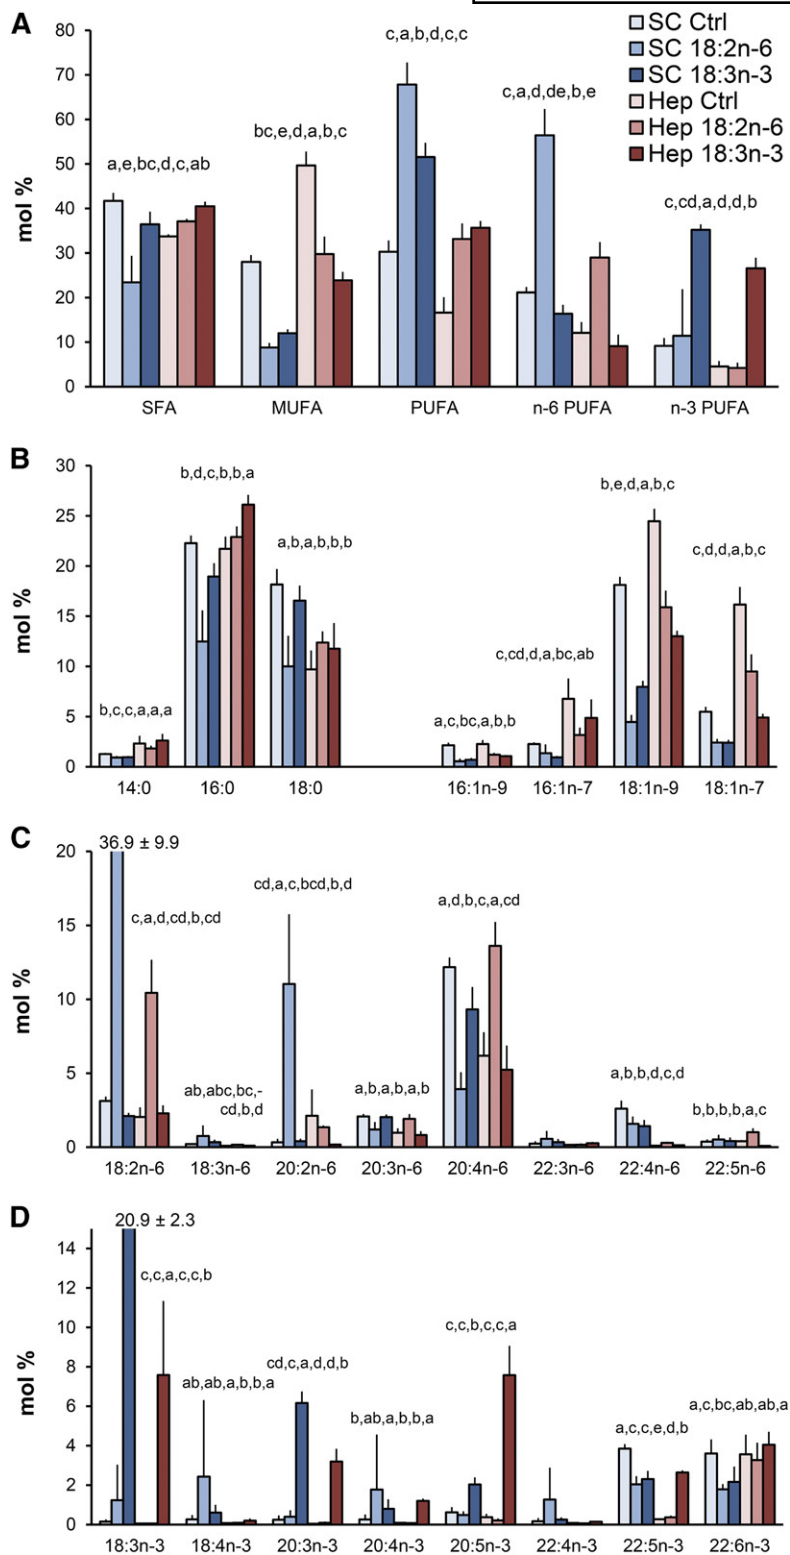 A
80
70
60
50
40
30
20
10
0
mol %
SC Ctrl
SC 18:2n-6
SC 18:3n-3
Hep Ctrl
Hep 18:2n-6
Hep 18:3n-3
a,e,bc,d,c,ab
bc,e,d,a,b,c
c,a,b,d,c,c
c,a,d,de,b,e
c,cd,a,d,d,b
SFA MUFA PUFA n-6 PUFA n-3 PUFA
B
30
25
20
15
10
5
0
mol %
b,c,c,a,a,a
b,d,c,b,b,a
a,b,a,b,b,b
a,c,bc,a,b,b
c,cd,d,a,bc,ab
b,e,d,a,b,c
c,d,d,a,b,c
14:0 16:0 18:0 16:1n-9 16:1n-7 18:1n-9 18:1n-7
C
36.9 ± 9.9
20
15
10
5
0
mol %
c,a,d,cd,b,cd
ab,abc,bc,-
cd,b,d
cd,a,c,bcd,b,d
a,b,a,b,a,b
a,d,b,c,a,cd
a,b,b,d,c,d
b,b,b,b,a,c
18:2n-6 18:3n-6 20:2n-6 20:3n-6 20:4n-6 22:3n-6 22:4n-6 22:5n-6
D
20.9 ± 2.3
14
12
10
8
6
4
2
0
mol %
c,c,a,c,c,b
ab,ab,a,b,b,a
cd,c,a,d,d,b
b,ab,a,b,b,a
c,c,b,c,c,a
a,c,c,e,d,b
a,c,bc,ab,ab,a
18:3n-3 18:4n-3 20:3n-3 20:4n-3 20:5n-3 22:4n-3 22:5n-3 22:6n-3